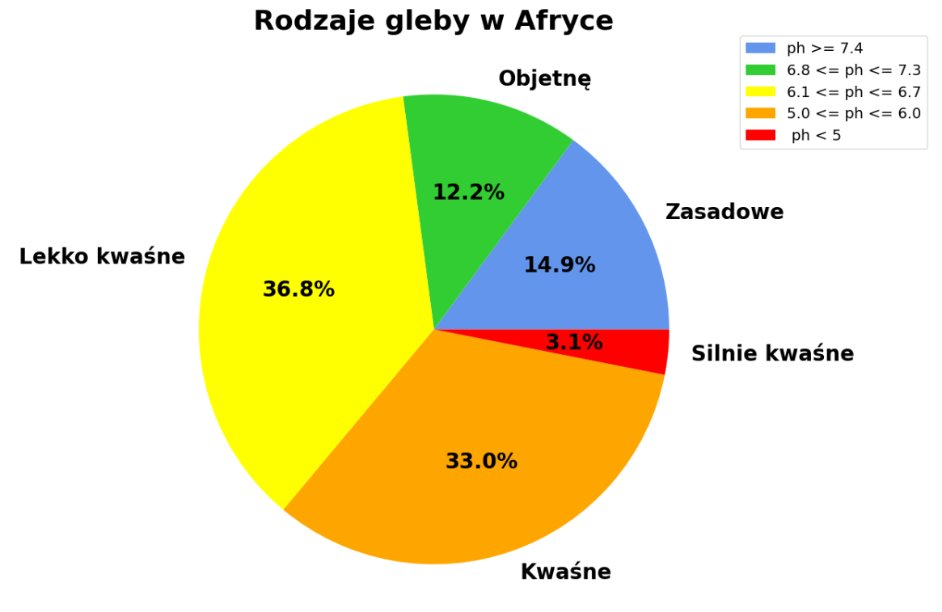 Rodzaje gleby w Afryce
ph >= 7.4
6.8 <= ph <= 7.3
6.1 <= ph <= 6.7
5.0 <= ph <= 6.0
ph < 5
Objetnę
12.2%
Zasadowe
14.9%
Lekko kwaśne
36.8%
3.1%
Silnie kwaśne
33.0%
Kwaśne